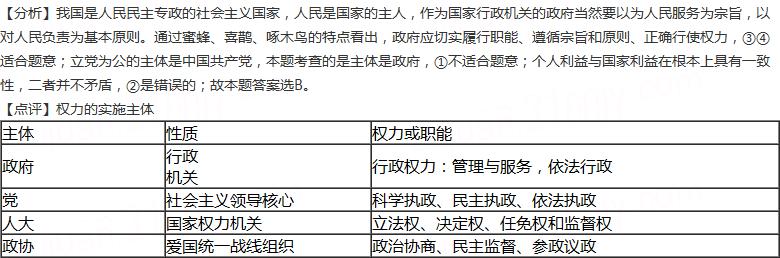 【分析】我国是人民民主专政的社会主义国家，人民是国家的主人，作为国家行政机关的政府当然要以为人民服务为宗旨，以
对人民负责为基本原则。通过蜜蜂、喜鹊、啄木鸟的特点看出，政府应切实履行职能、遵循宗旨和原则、正确行使权力，③④
适合题意；立党为公的主体是中国共产党，本题考查的是主体是政府，①不适合题意；个人利益与国家利益在根本上具有一致
性，二者并不矛盾，②是错误的；故本题答案选B。
【点评】权力的实施主体
主体 性质 权力或职能
政府 行政
机关 行政权力：管理与服务，依法行政
党 社会主义领导核心 科学执政、民主执政、依法执政
人大 国家权力机关 立法权、决定权、任免权和监督权
政协 爱国统一战线组织 政治协商、民主监督、参政议政